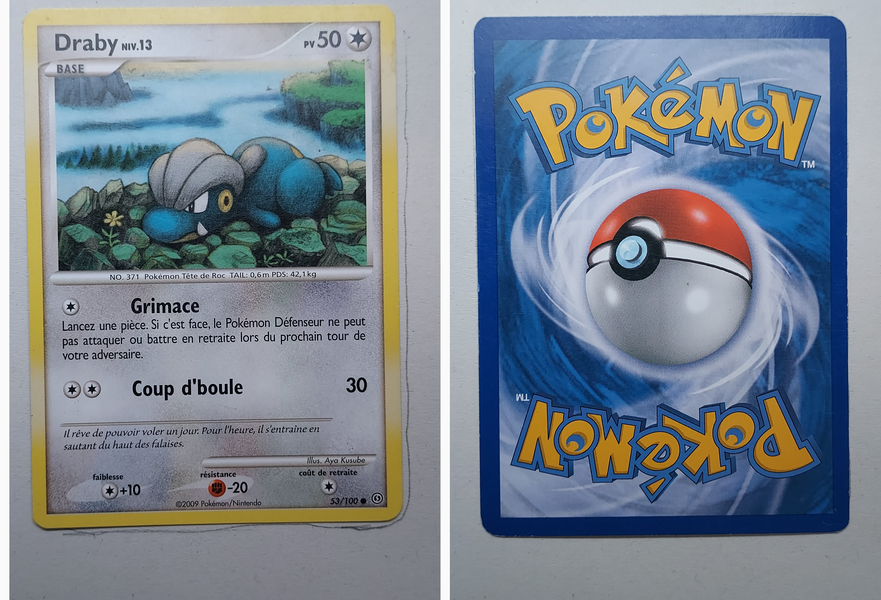 Draby NIV.13
PV 50
BASE
NO. 371 Pokémon Tête de Roc TAIL: 0,6 m PDS: 42,1 kg
Grimace
Lancez une pièce. Si c'est face, le Pokémon Défenseur ne peut
pas attaquer ou battre en retraite lors du prochain tour de
votre adversaire.
Coup d'boule 30
Il rêve de pouvoir voler un jour. Pour l'heure, il s'entraîne en
sautant du haut des falaises.
Illus. Aya Kusube
faiblesse
+10
résistance
-20
coût de retraite
©2009 Pokémon/Nintendo
53/100
POKéMON
TM
TM
POKéMON